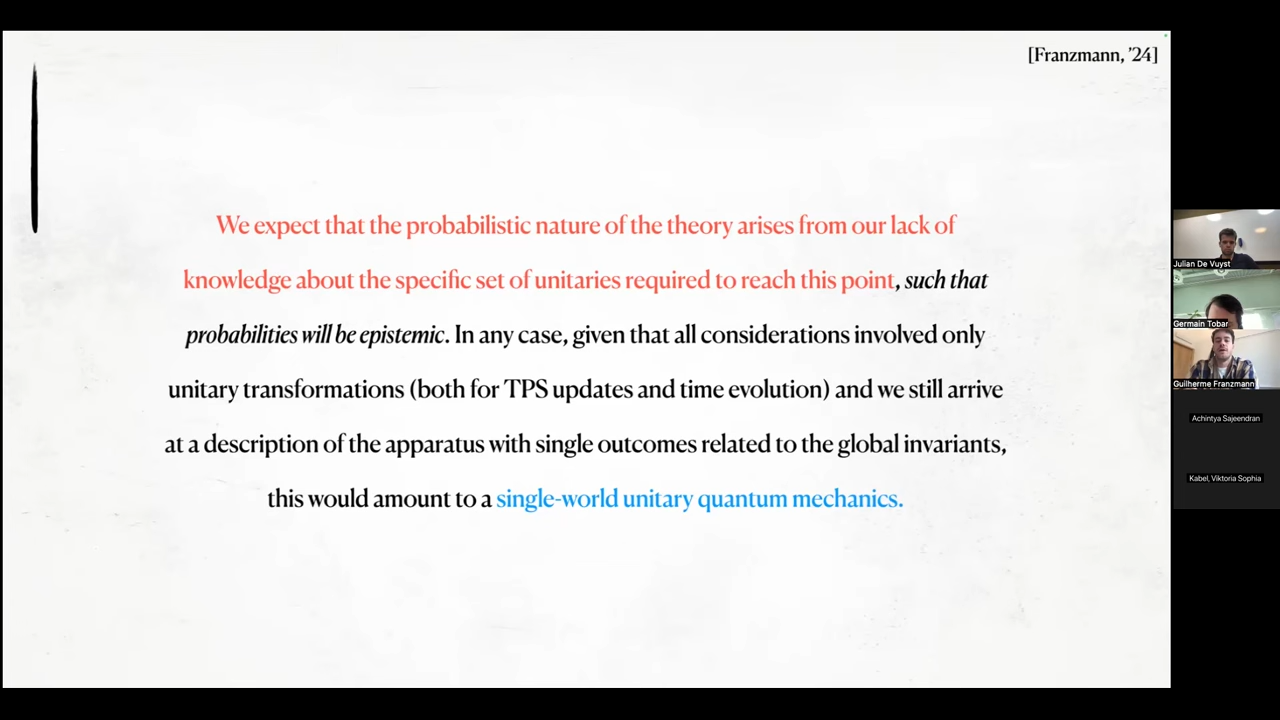 [Franzmann, ’24]
We expect that the probabilistic nature of the theory arises from our lack of
knowledge about the specific set of unitaries required to reach this point, such that
probabilities will be epistemic. In any case, given that all considerations involved only
unitary transformations (both for TPS updates and time evolution) and we still arrive
at a description of the apparatus with single outcomes related to the global invariants,
this would amount to a single-world unitary quantum mechanics.
Julian De Vuyst
Germain Tobar
Guilherme Franzmann
Achintya Sajeendran
Kabel, Viktoria Sophia